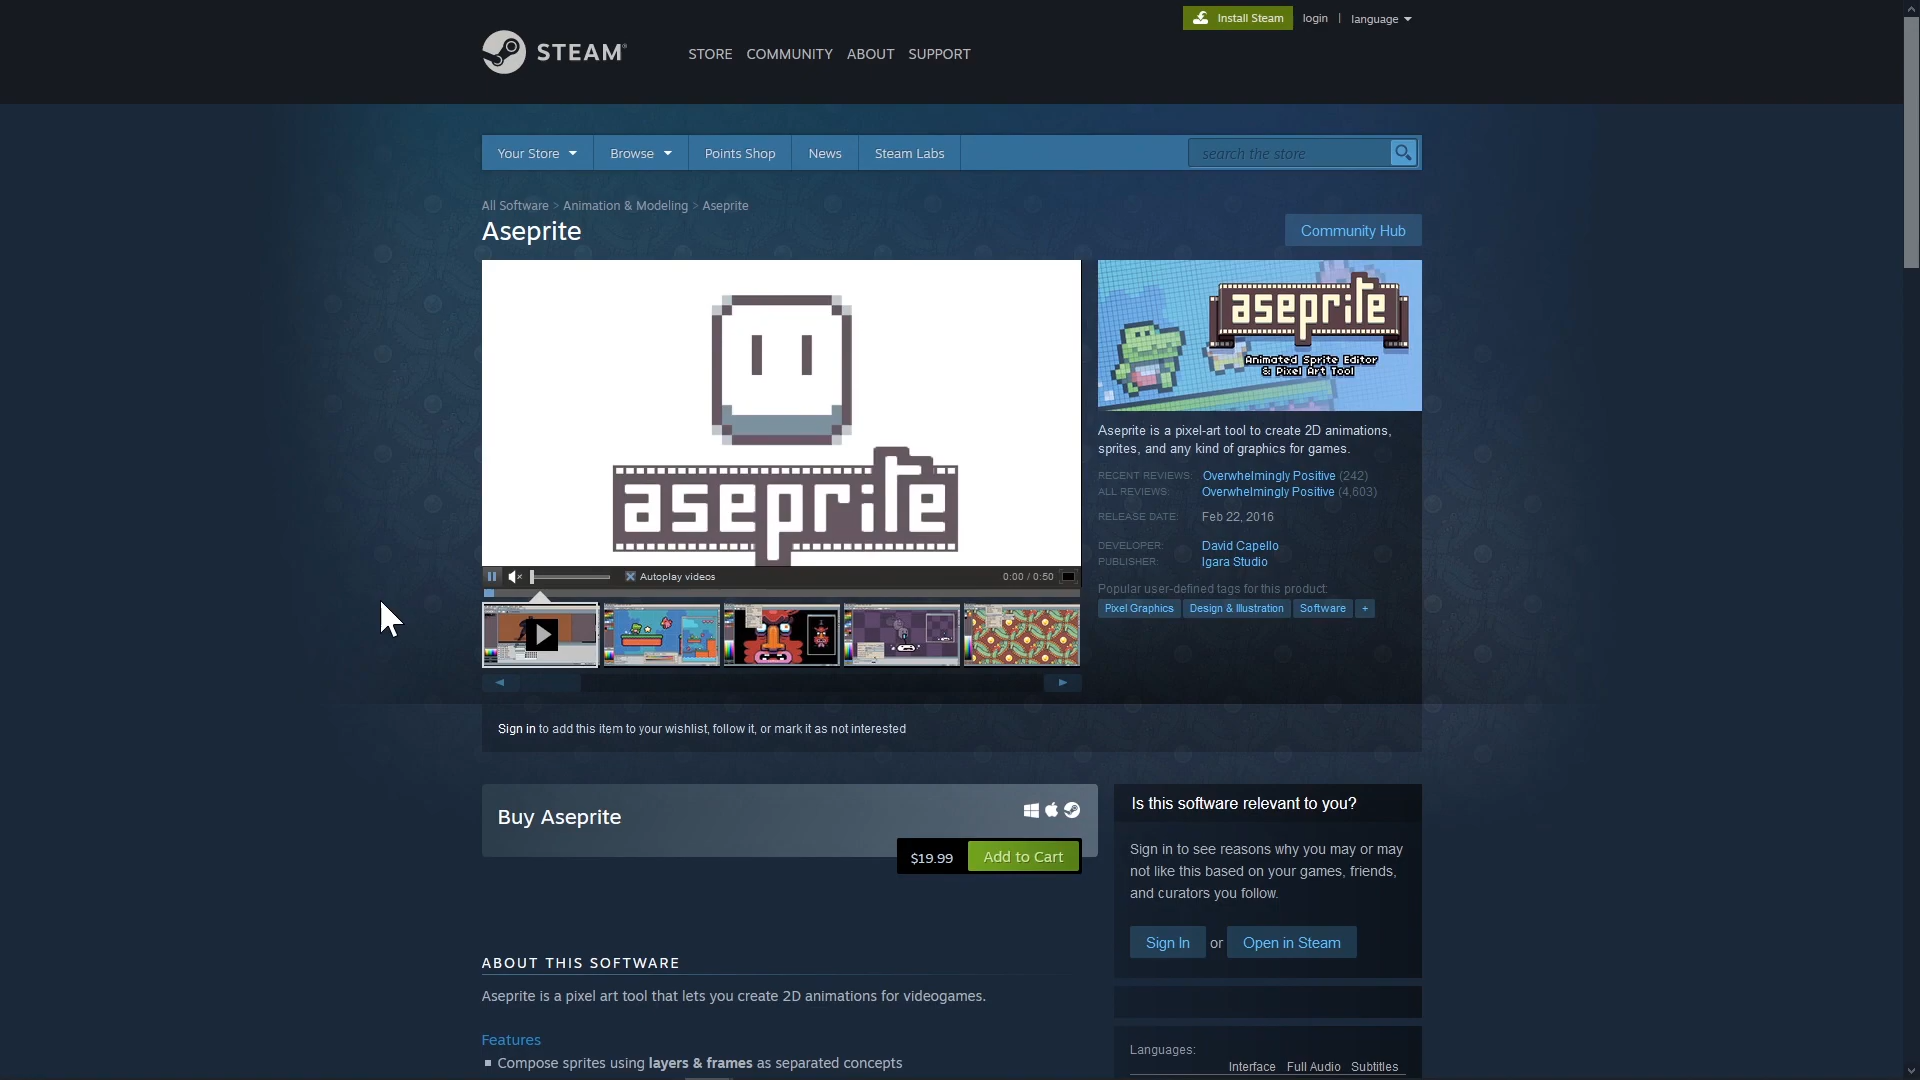 Install Steam login | language
STEAM®
STORE COMMUNITY ABOUT SUPPORT
Your Store Browse Points Shop News Steam Labs search the store
All Software > Animation & Modeling > Aseprite
Aseprite
Community Hub
aseprite
aseprite
Animated Sprite Editor
& Pixel Art Tool
Aseprite is a pixel-art tool to create 2D animations,
sprites, and any kind of graphics for games.
RECENT REVIEWS: Overwhelmingly Positive (242)
ALL REVIEWS: Overwhelmingly Positive (4,603)
RELEASE DATE: Feb 22, 2016
DEVELOPER: David Capello
PUBLISHER: Igara Studio
Popular user-defined tags for this product:
Pixel Graphics Design & Illustration Software +
Autoplay videos 0:00 / 0:50
Sign in to add this item to your wishlist, follow it, or mark it as not interested
Buy Aseprite
$19.99 Add to Cart
Is this software relevant to you?
Sign in to see reasons why you may or may
not like this based on your games, friends,
and curators you follow.
Sign In or Open in Steam
ABOUT THIS SOFTWARE
Aseprite is a pixel art tool that lets you create 2D animations for videogames.
Features
Compose sprites using layers & frames as separated concepts
Languages:
Interface Full Audio Subtitles